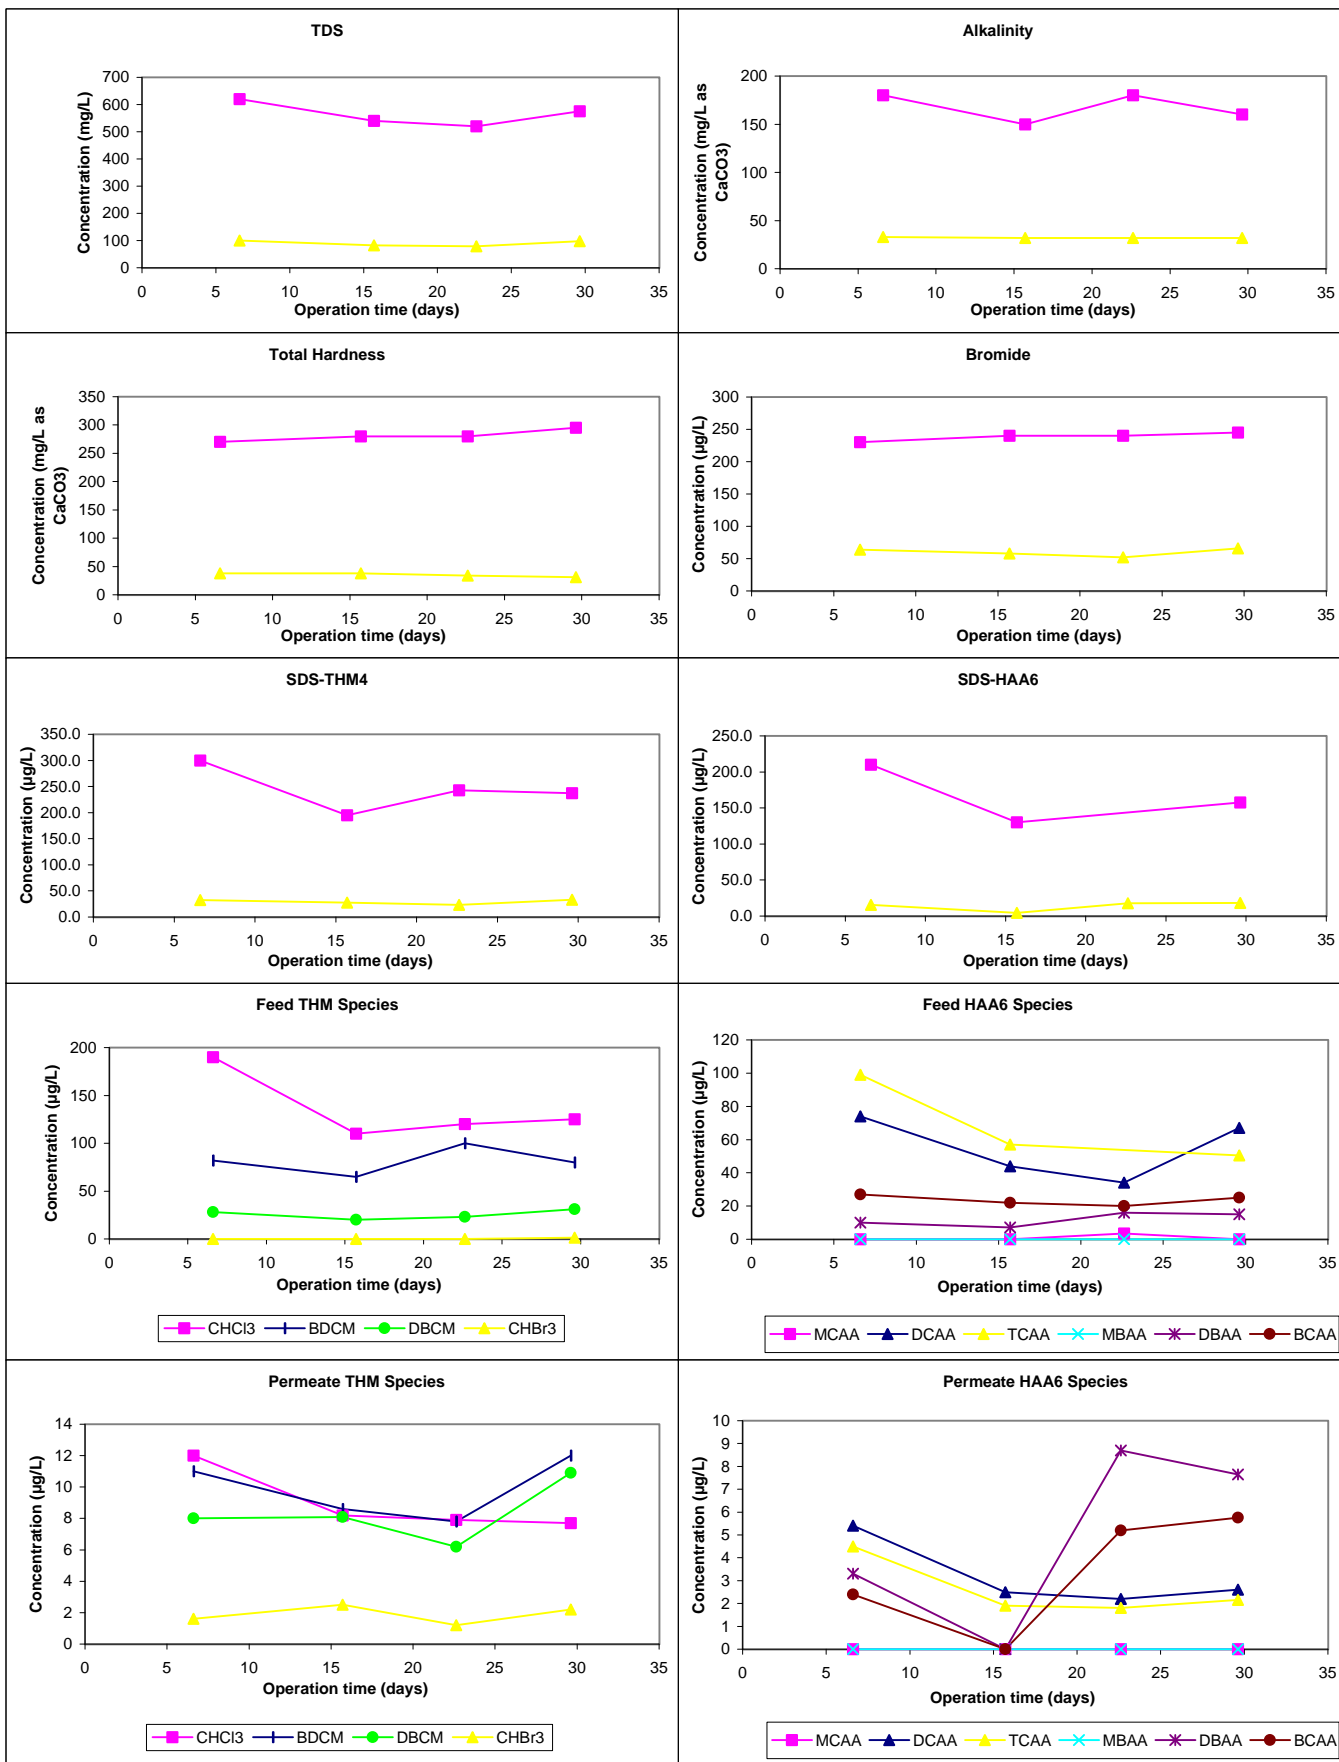 TDS
Concentration (mg/L)
700
600
500
400
300
200
100
0
0 5 10 15 20 25 30 35
Operation time (days)
Alkalinity
Concentration (mg/L as
CaCO3)
200
150
100
50
0
0 5 10 15 20 25 30 35
Operation time (days)
Total Hardness
Concentration (mg/L as
CaCO3)
350
300
250
200
150
100
50
0
0 5 10 15 20 25 30 35
Operation time (days)
Bromide
Concentration (µg/L)
300
250
200
150
100
50
0
0 5 10 15 20 25 30 35
Operation time (days)
SDS-THM4
Concentration (µg/L)
350.0
300.0
250.0
200.0
150.0
100.0
50.0
0.0
0 5 10 15 20 25 30 35
Operation time (days)
SDS-HAA6
Concentration (µg/L)
250.0
200.0
150.0
100.0
50.0
0.0
0 5 10 15 20 25 30 35
Operation time (days)
Feed THM Species
Concentration (µg/L)
200
150
100
50
0
0 5 10 15 20 25 30 35
Operation time (days)
CHCl3 BDCM DBCM CHBr3
Feed HAA6 Species
Concentration (µg/L)
120
100
80
60
40
20
0
0 5 10 15 20 25 30 35
Operation time (days)
MCAA DCAA TCAA MBAA DBAA BCAA
Permeate THM Species
Concentration (µg/L)
14
12
10
8
6
4
2
0
0 5 10 15 20 25 30 35
Operation time (days)
CHCl3 BDCM DBCM CHBr3
Permeate HAA6 Species
Concentration (µg/L)
10
9
8
7
6
5
4
3
2
1
0
0 5 10 15 20 25 30 35
Operation time (days)
MCAA DCAA TCAA MBAA DBAA BCAA